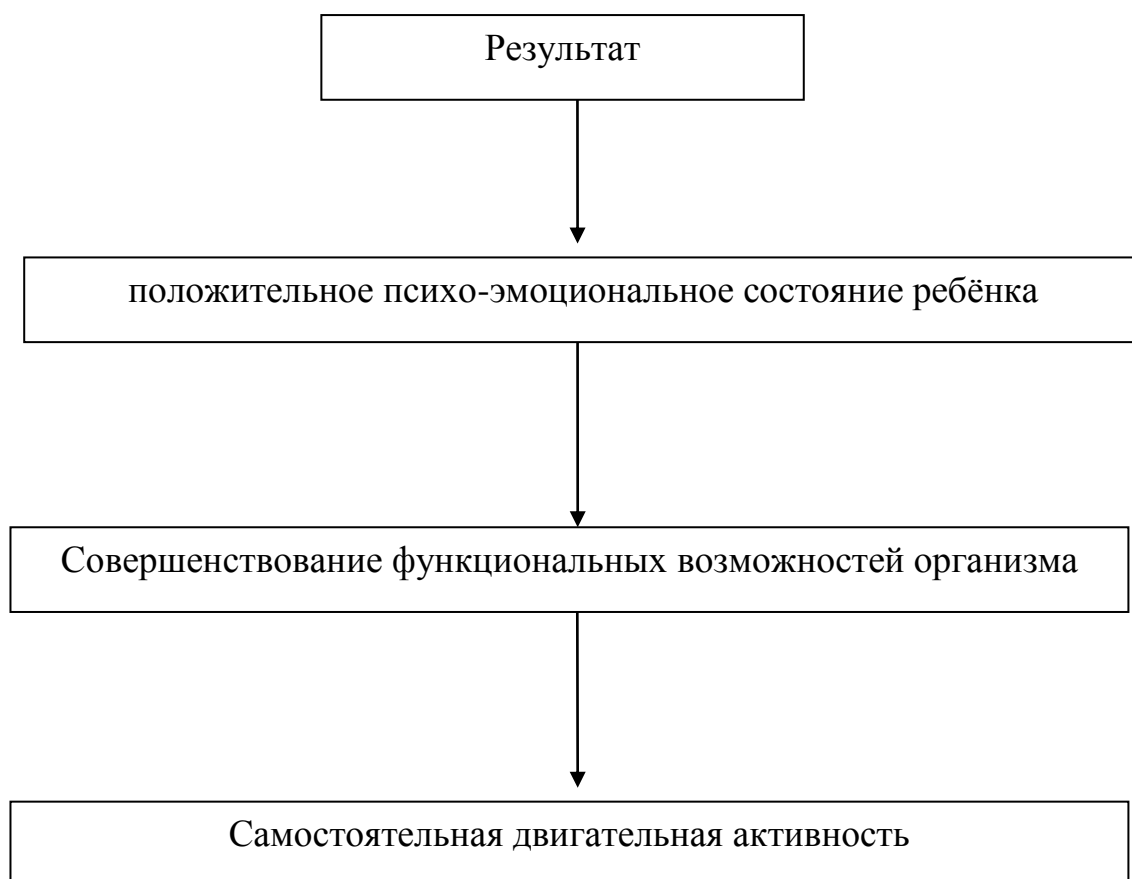 Результат
положительное психо-эмоциональное состояние ребёнка
Совершенствование функциональных возможностей организма
Самостоятельная двигательная активность